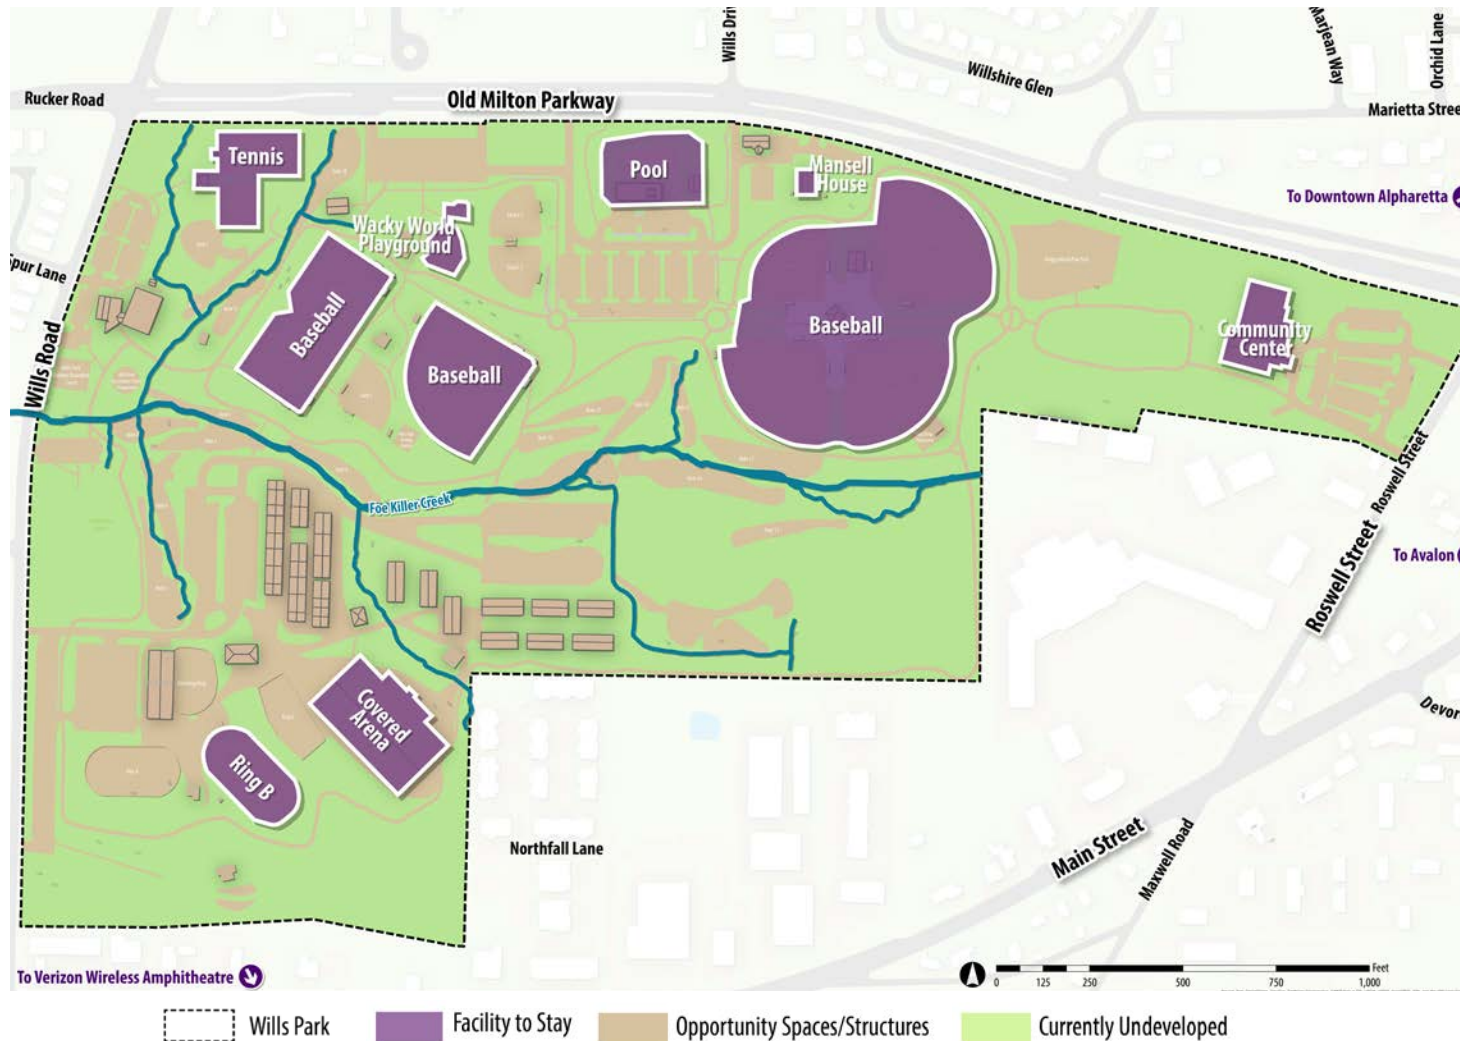 Wills Driv
Marjean Way
Orchid Lane
Willshire Glen
Rucker Road
Old Milton Parkway
Marietta Stree
Tennis
Pool
Mansell
House
To Downtown Alpharetta
Wacky World
Playground
pur Lane
Baseball
Baseball
Baseball
Community
Center
Wills Road
Foe Killer Creek
Roswell Street
Roswell Street
To Avalon
Covered
Arena
Ring B
Devor
Northfall Lane
Main Street
Maxwell Road
To Verizon Wireless Amphitheatre
Feet
0 125 250 500 750 1,000
Wills Park
Facility to Stay
Opportunity Spaces/Structures
Currently Undeveloped